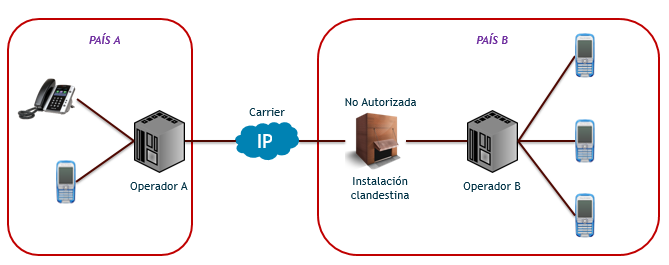 PAÍS A
PAÍS B
Carrier
IP
No Autorizada
Operador A
Instalación
clandestina
Operador B